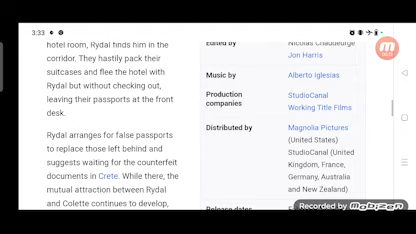 3:33
hotel room, Rydal finds him in the
corridor. They hastily pack their
suitcases and flee the hotel with
Rydal but without checking out,
leaving their passports at the front
desk.
Rydal arranges for false passports
to replace those left behind and
suggests waiting for the counterfeit
documents in Crete. While there, the
mutual attraction between Rydal
and Colette continues to develop,
Edited by
Nicolas Chaudeurge
Jon Harris
Music by
Alberto Iglesias
Production
companies
StudioCanal
Working Title Films
Distributed by
Magnolia Pictures
(United States)
StudioCanal (United
Kingdom, France,
Germany, Australia
and New Zealand)
Release dates
Recorded by
Mobizen